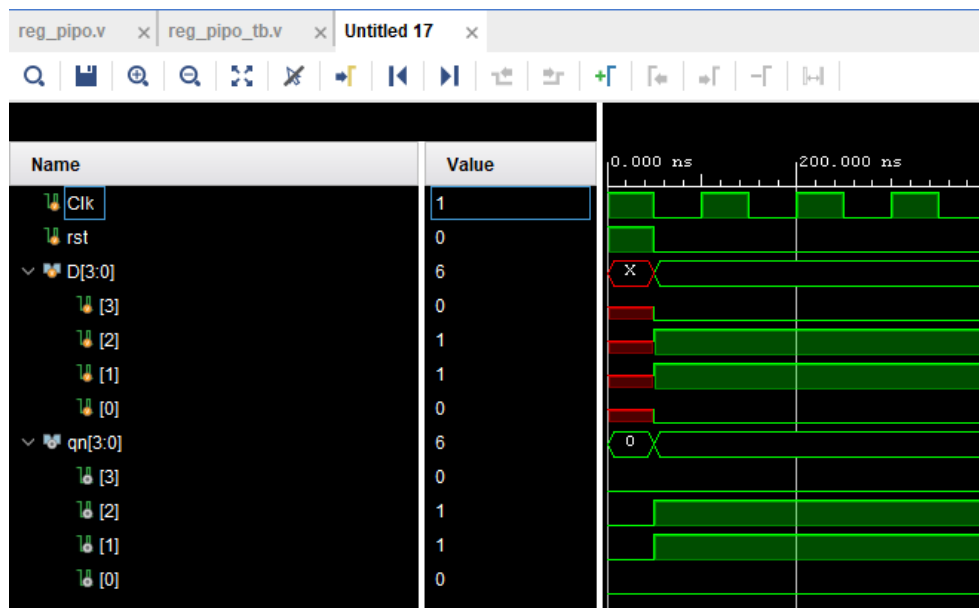 reg_pipo.v × reg_pipo_tb.v × Untitled 17 ×
Name Value 0.000 ns 200.000 ns
Clk 1
rst 0
D[3:0] 6 X
[3] 0
[2] 1
[1] 1
[0] 0
qn[3:0] 6 0
[3] 0
[2] 1
[1] 1
[0] 0